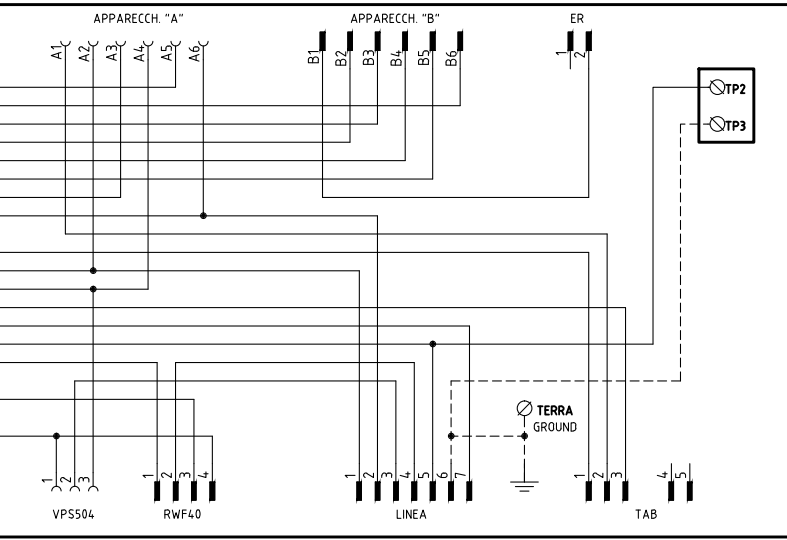 APPARECCH. "A"
APPARECCH. "B"
ER
A1 A2 A3 A4 A5 A6
B1 B2 B3 B4 B5 B6
1 2
TP2
TP3
TERRA
GROUND
1 2 3
1 2 3 4
1 2 3 4 5 6 7
1 2 3 4 5
VPS504
RWF40
LINEA
TAB